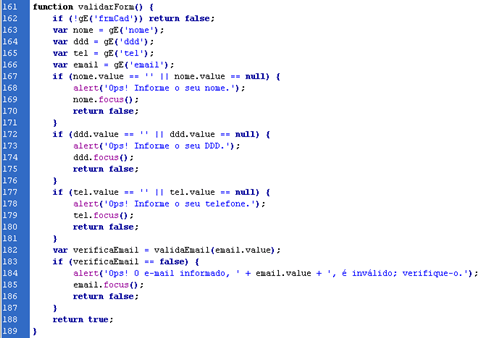 161 function validarForm() {
162     if (!gE('frmCad')) return false;
163     var nome = gE('nome');
164     var ddd = gE('ddd');
165     var tel = gE('tel');
166     var email = gE('email');
167     if (nome.value == '' || nome.value == null) {
168         alert('Ops! Informe o seu nome.');
169         nome.focus();
170         return false;
171     }
172     if (ddd.value == '' || ddd.value == null) {
173         alert('Ops! Informe o seu DDD.');
174         ddd.focus();
175         return false;
176     }
177     if (tel.value == '' || tel.value == null) {
178         alert('Ops! Informe o seu telefone.');
179         tel.focus();
180         return false;
181     }
182     var verificaEmail = validaEmail(email.value);
183     if (verificaEmail == false) {
184         alert('Ops! O e-mail informado, ' + email.value + ', é inválido; verifique-o.');
185         email.focus();
186         return false;
187     }
188     return true;
189 }